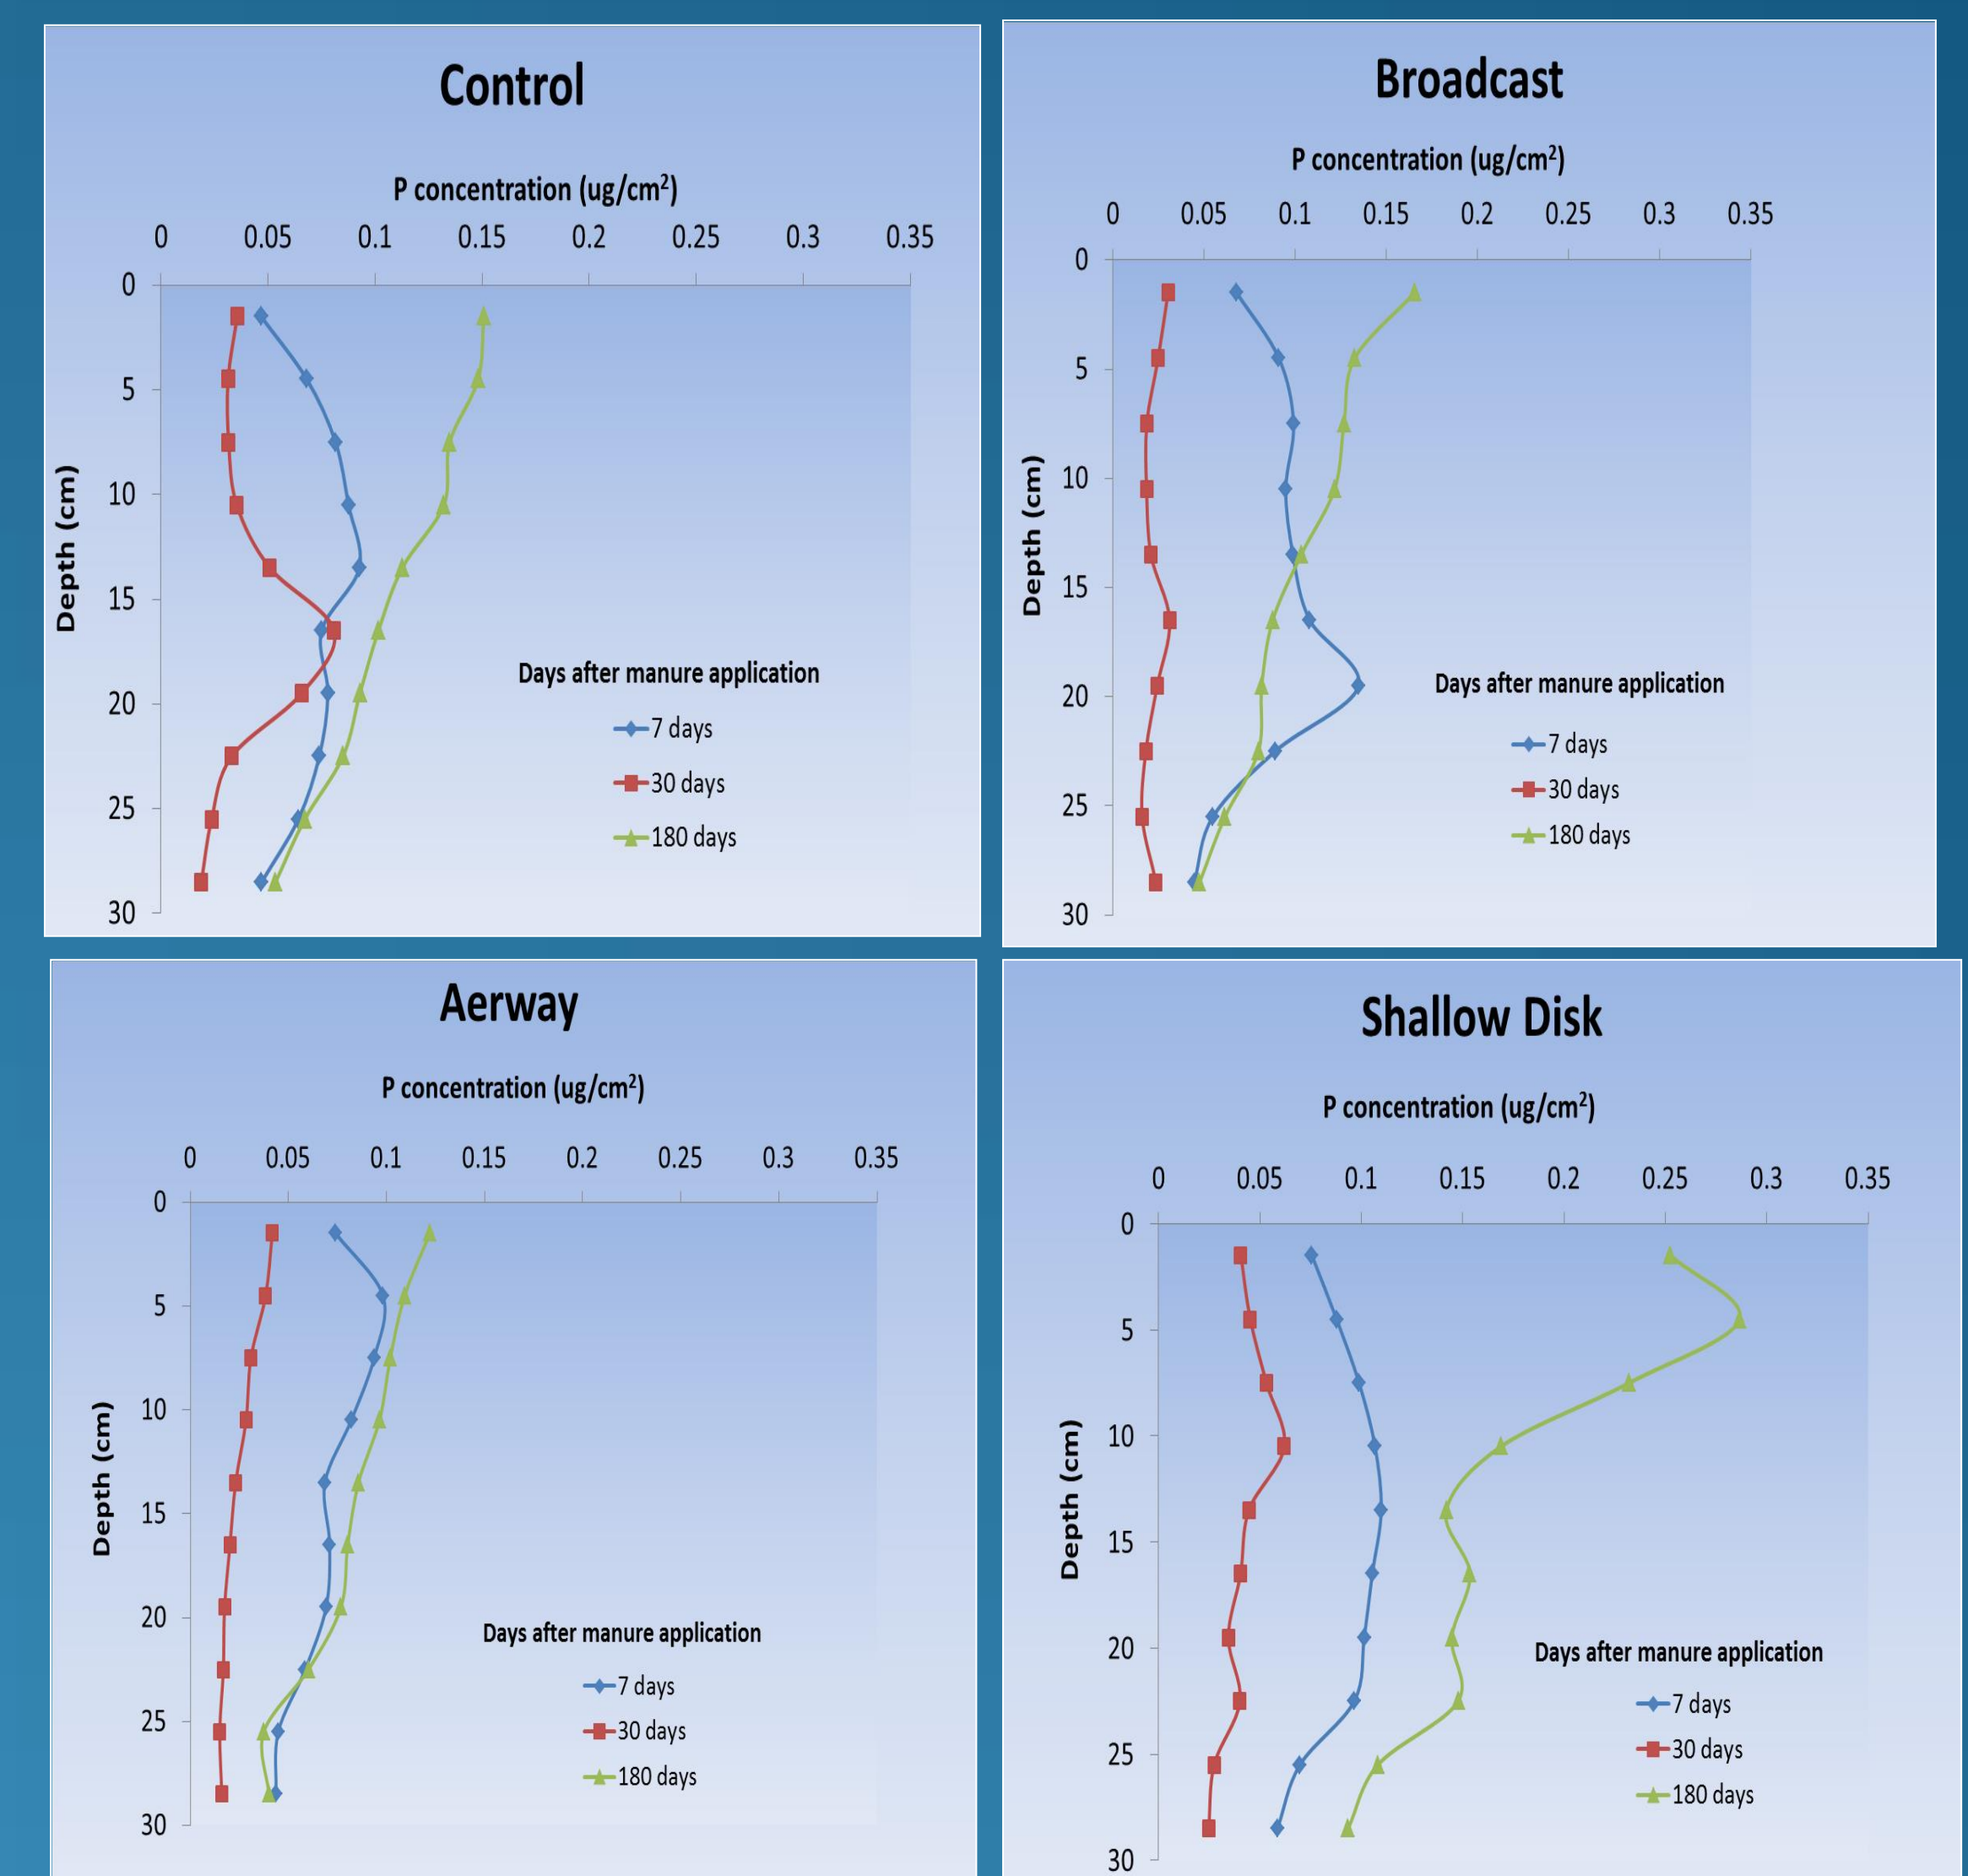 Control
P concentration (ug/cm²)
0 0.05 0.1 0.15 0.2 0.25 0.3 0.35
0
5
10
15
20
25
30
Depth (cm)
Days after manure application
7 days
30 days
180 days
Broadcast
P concentration (ug/cm²)
0 0.05 0.1 0.15 0.2 0.25 0.3 0.35
0
5
10
15
20
25
30
Depth (cm)
Days after manure application
7 days
30 days
180 days
Aerway
P concentration (ug/cm²)
0 0.05 0.1 0.15 0.2 0.25 0.3 0.35
0
5
10
15
20
25
30
Depth (cm)
Days after manure application
7 days
30 days
180 days
Shallow Disk
P concentration (ug/cm²)
0 0.05 0.1 0.15 0.2 0.25 0.3 0.35
0
5
10
15
20
25
30
Depth (cm)
Days after manure application
7 days
30 days
180 days